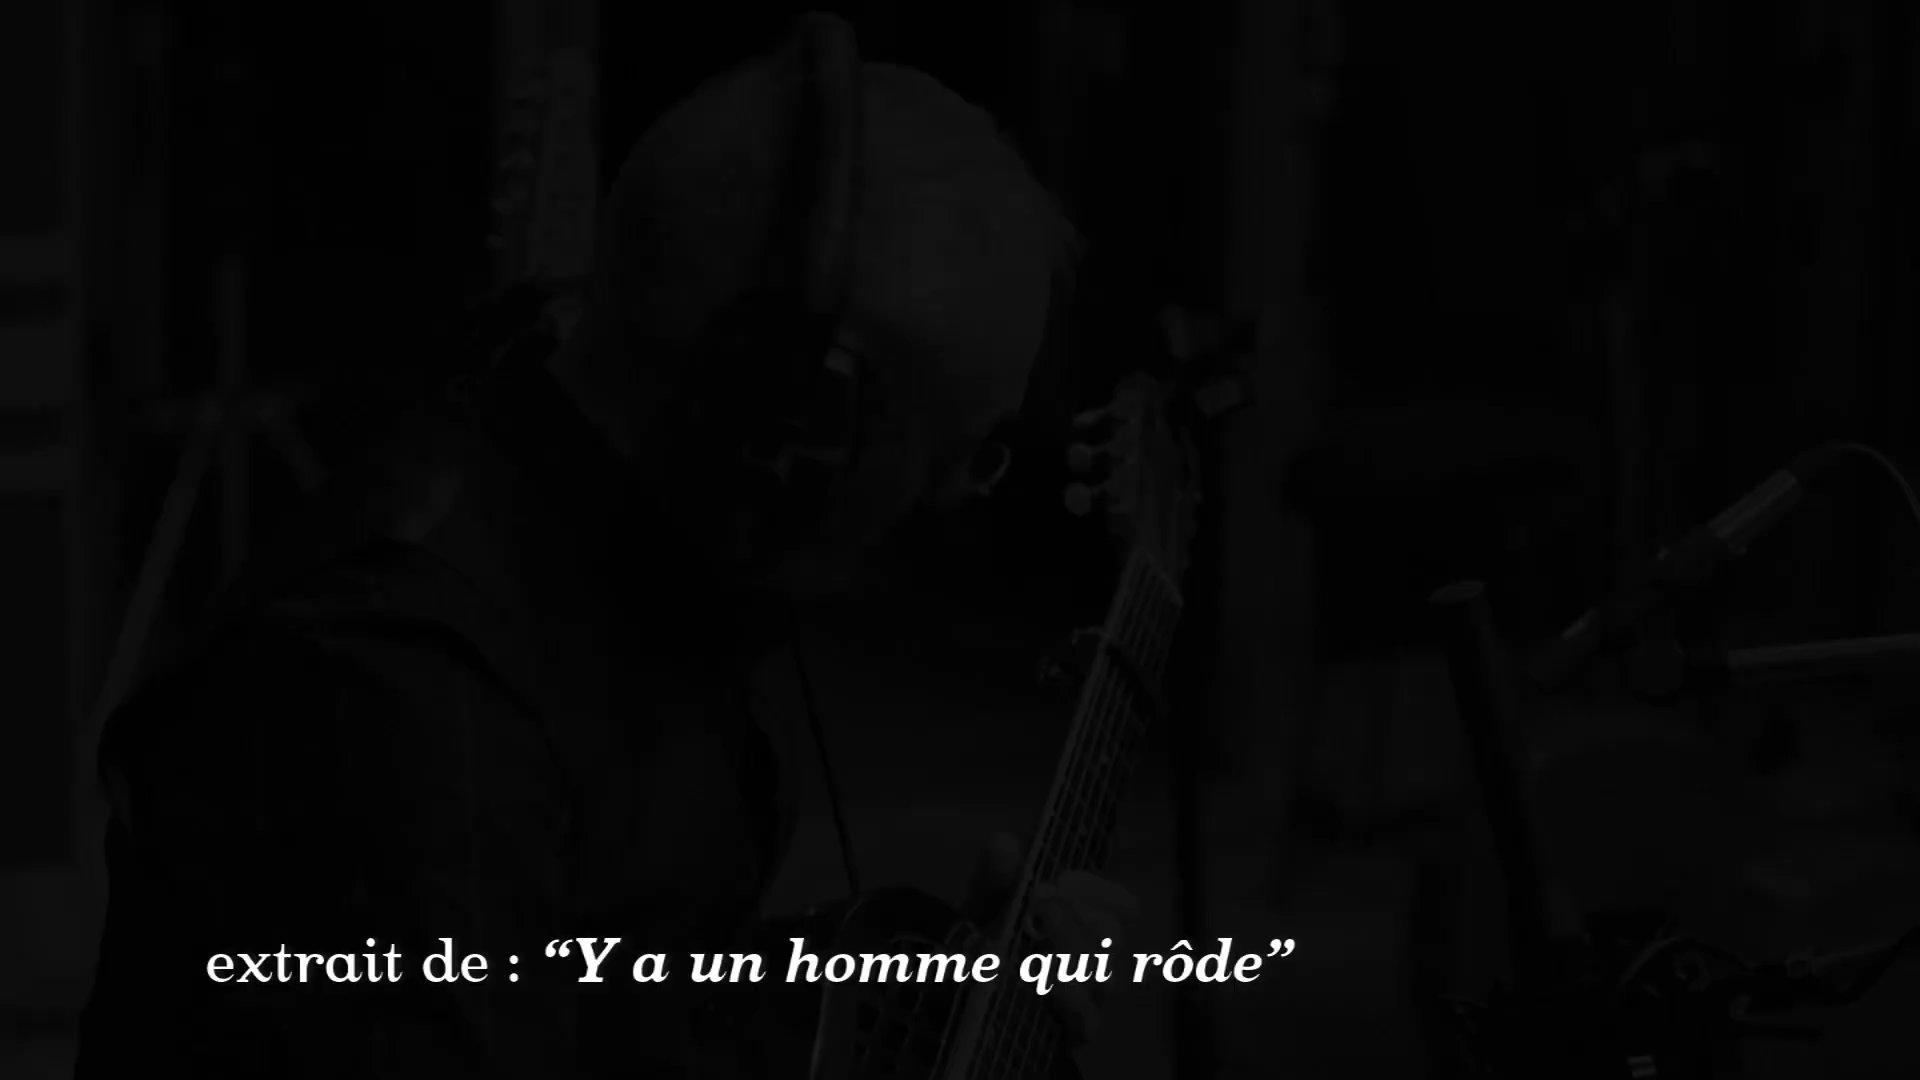 extrait de : “Y a un homme qui rôde”